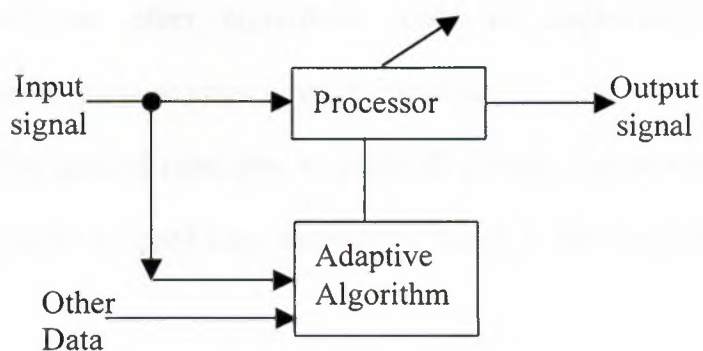 Input
signal
Processor
Output
signal
Adaptive
Algorithm
Other
Data